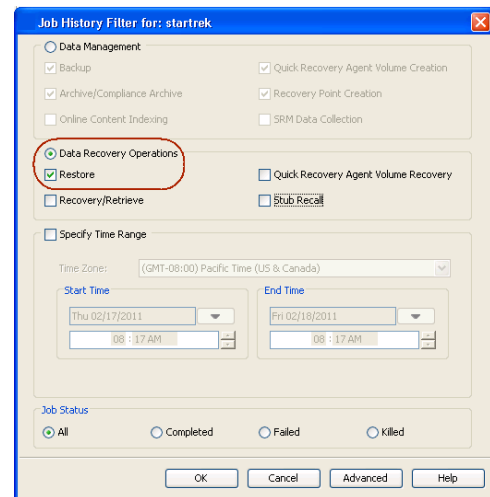 Job History Filter for: startrek
Data Management
Backup
Quick Recovery Agent Volume Creation
Archive/Compliance Archive
Recovery Point Creation
Online Content Indexing
SRM Data Collection
Data Recovery Operations
Restore
Quick Recovery Agent Volume Recovery
Recovery/Retrieve
Stub Recall
Specify Time Range
Time Zone:
(GMT-08:00) Pacific Time (US & Canada)
Start Time
End Time
Thu 02/17/2011
Fri 02/18/2011
08 : 17 AM
08 : 17 AM
Job Status
All
Completed
Failed
Killed
OK
Cancel
Advanced
Help